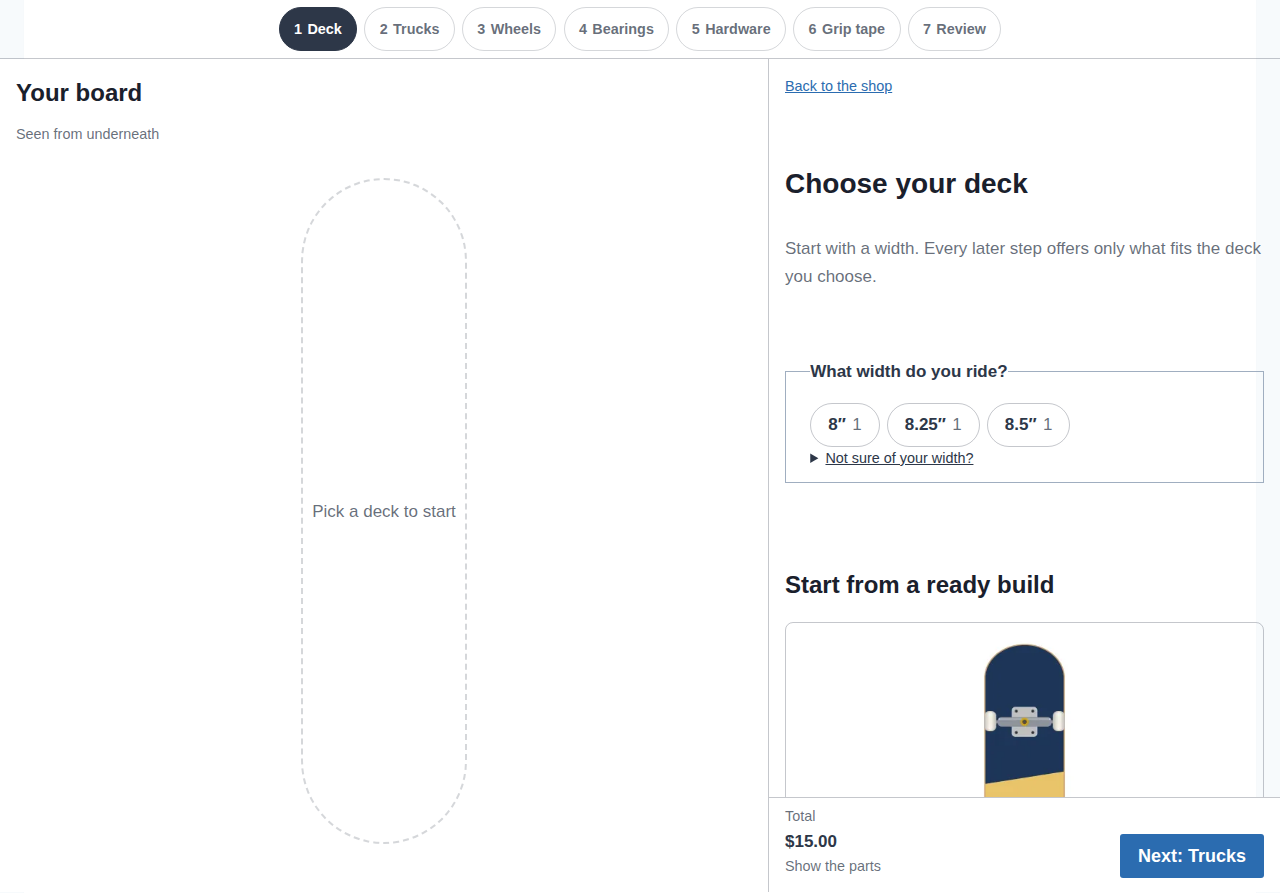 1 Deck
2 Trucks
3 Wheels
4 Bearings
5 Hardware
6 Grip tape
7 Review
Your board
Seen from underneath
Pick a deck to start
Back to the shop
Choose your deck
Start with a width. Every later step offers only what fits the deck
you choose.
What width do you ride?
8″ 1
8.25″ 1
8.5″ 1
Not sure of your width?
Start from a ready build
Total
$15.00
Show the parts
Next: Trucks